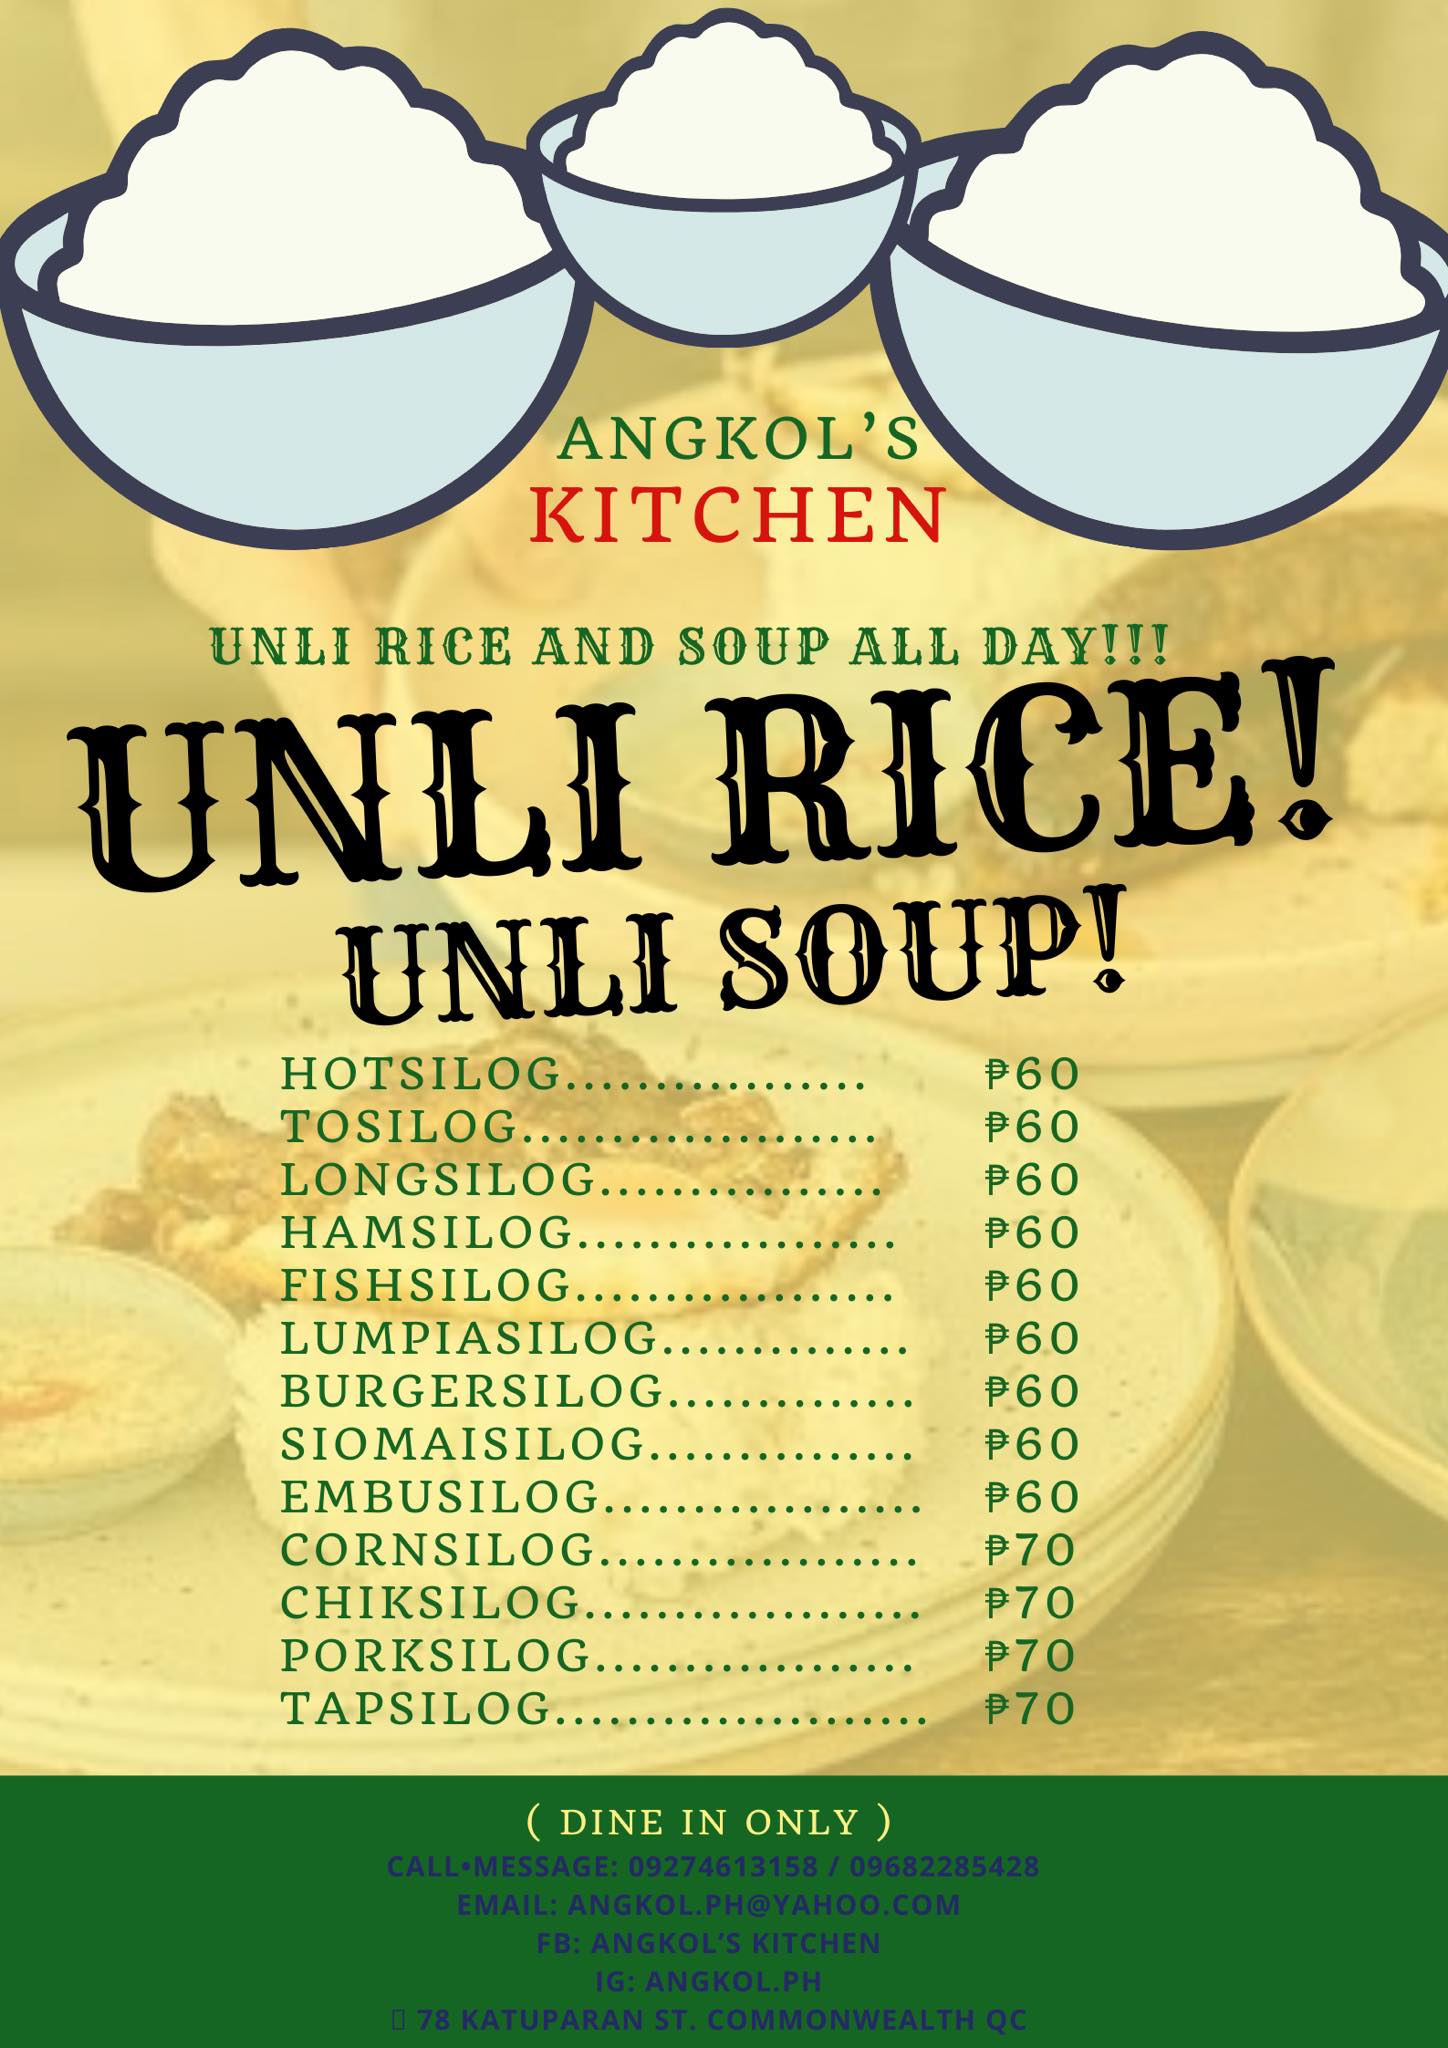 ANGKOL'S
KITCHEN
UNLI RICE AND SOUP ALL DAY!!!
UNLI RICE!
UNLI SOUP!
HOTSILOG................. ₱60
TOSILOG.................... ₱60
LONGSILOG................ ₱60
HAMSILOG.................. ₱60
FISHSILOG.................. ₱60
LUMPIASILOG.............. ₱60
BURGERSILOG.............. ₱60
SIOMAISILOG............... ₱60
EMBUSILOG.................. ₱60
CORNSILOG.................. ₱70
CHIKSILOG................... ₱70
PORKSILOG.................. ₱70
TAPSILOG..................... ₱70
( DINE IN ONLY )
CALL•MESSAGE: 09274613158 / 09682285428
EMAIL: ANGKOL.PH@YAHOO.COM
FB: ANGKOL'S KITCHEN
IG: ANGKOL.PH
78 KATUPARAN ST. COMMONWEALTH QC